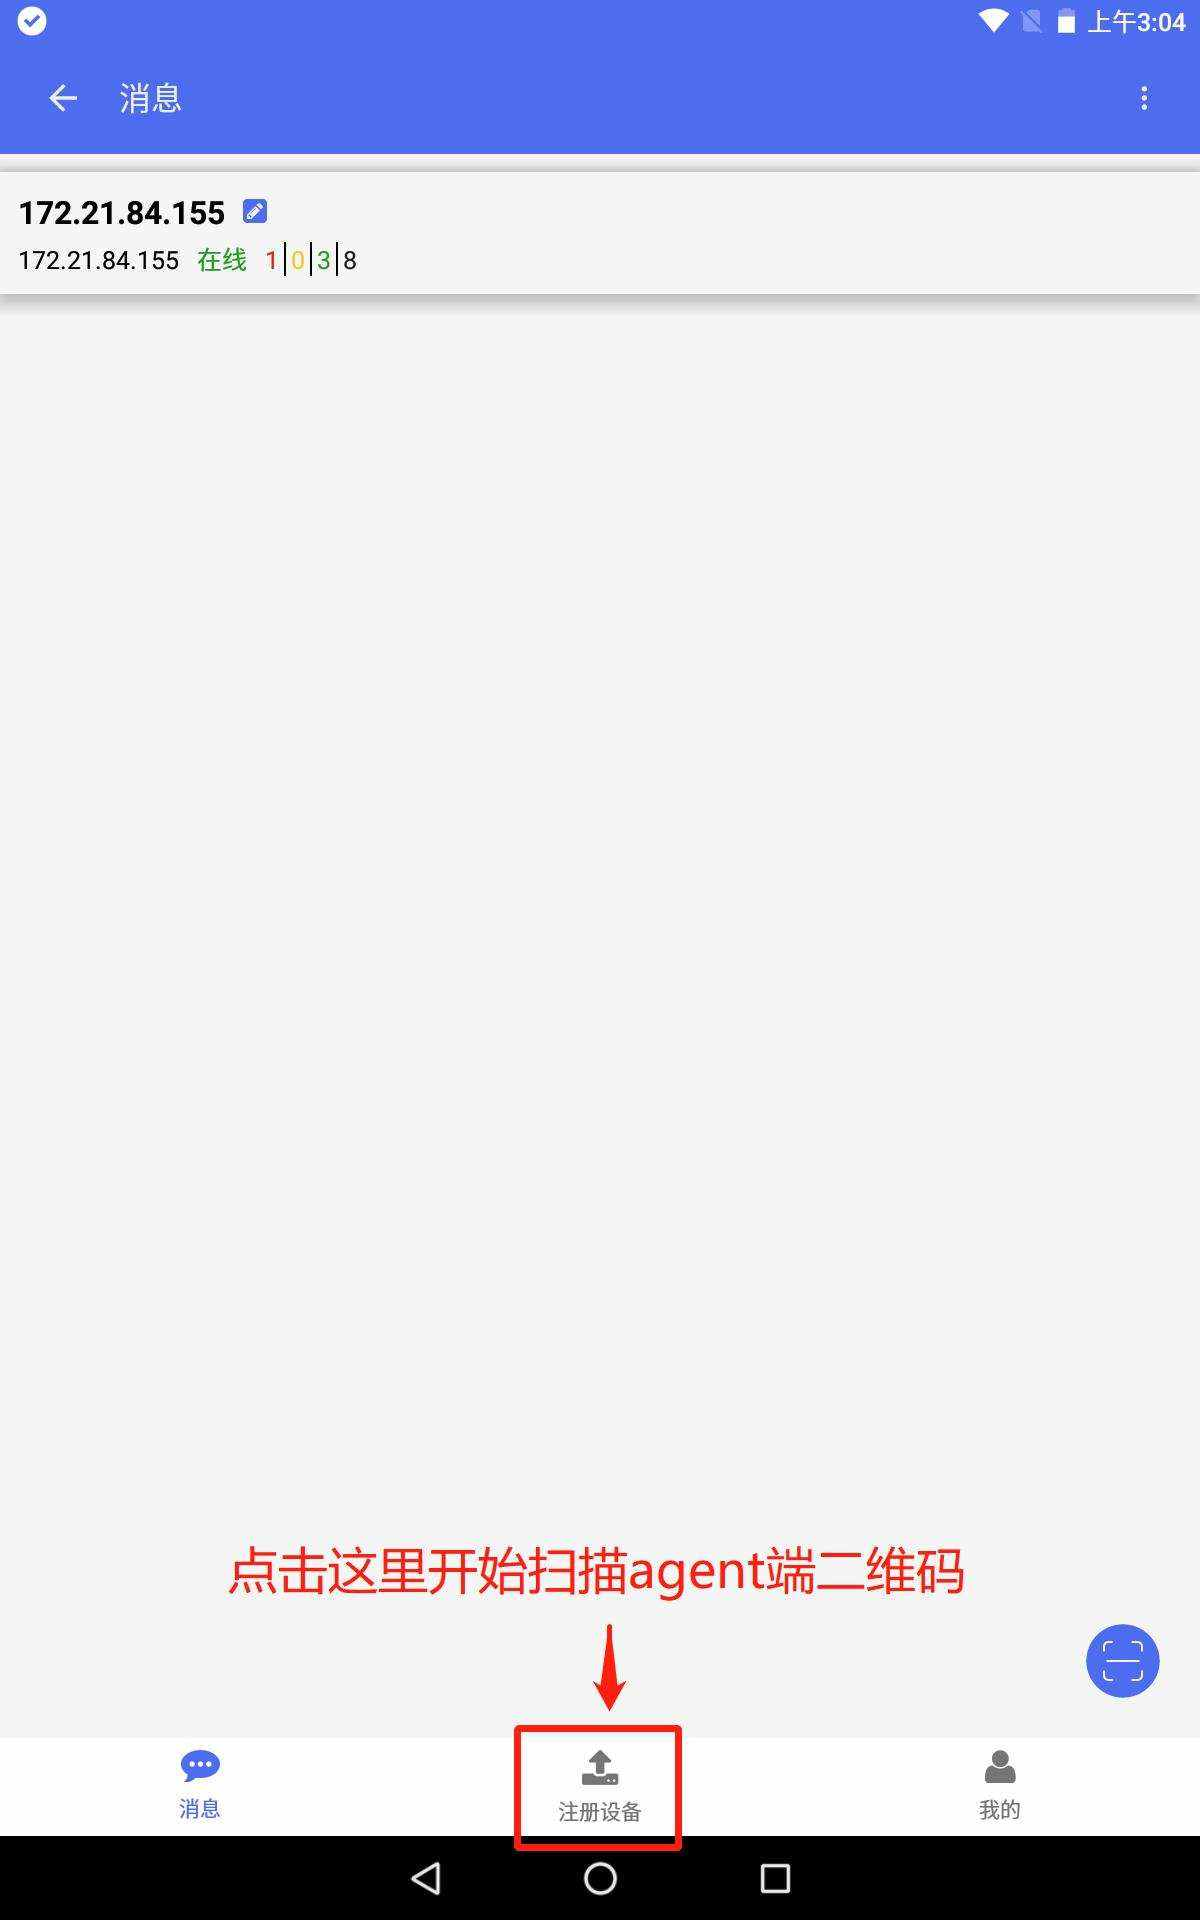 上午3:04
消息
172.21.84.155
172.21.84.155 在线 1|0|3|8
点击这里开始扫描agent端二维码
消息 注册设备 我的